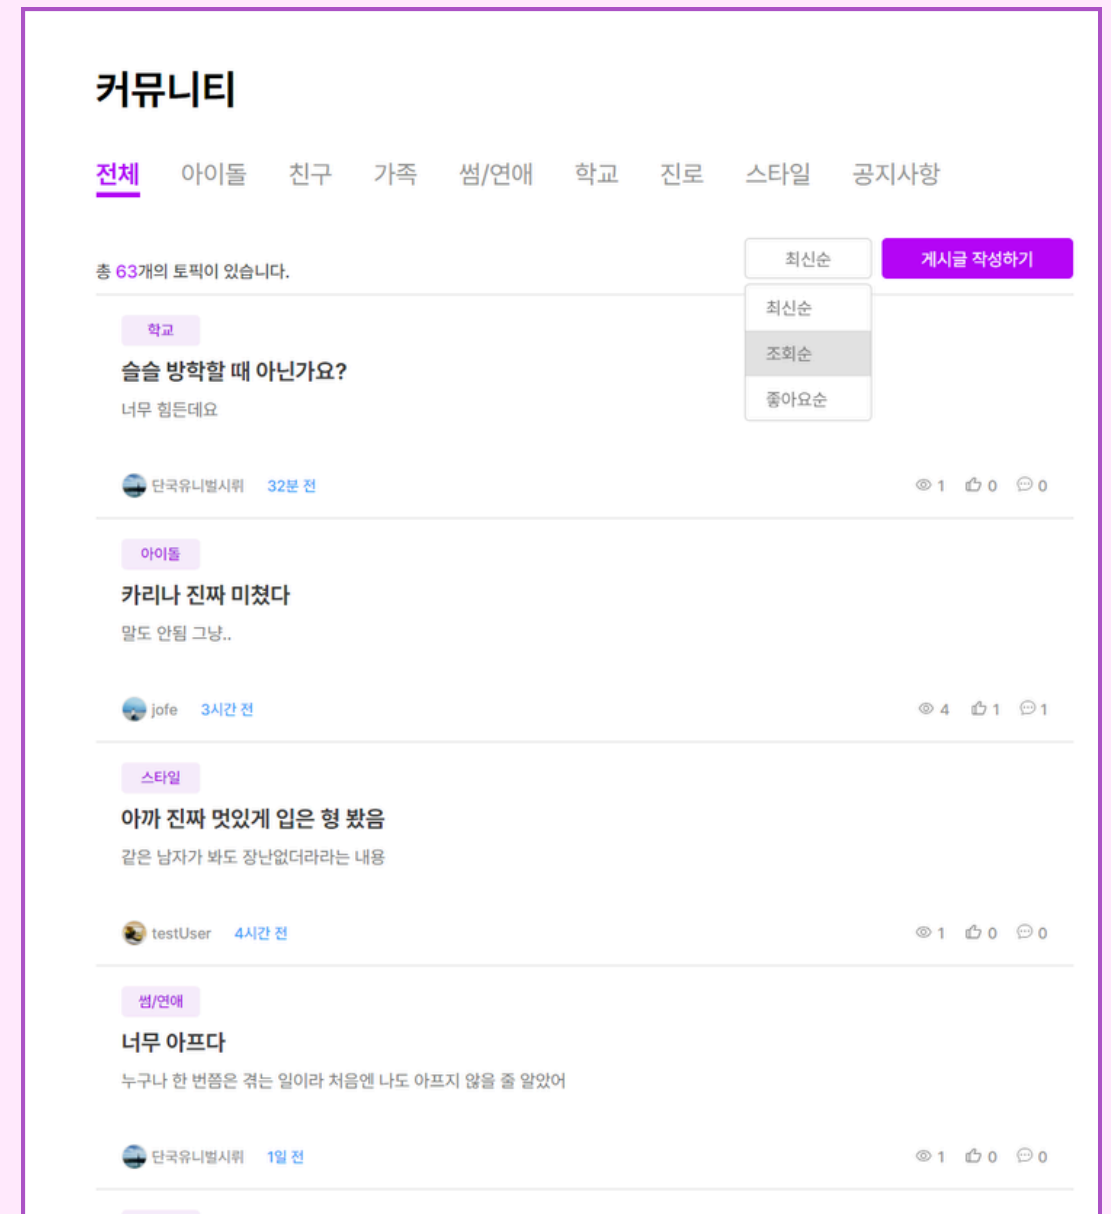 커뮤니티
전체 아이돌 친구 가족 썸/연애 학교 진로 스타일 공지사항
총 63개의 토픽이 있습니다.
최신순 게시글 작성하기
최신순
조회순
좋아요순
학교
슬슬 방학할 때 아닌가요?
너무 힘든데요
단국유니벌시뤼 32분 전 1 0 0
아이돌
카리나 진짜 미쳤다
말도 안됨 그냥..
jofe 3시간 전 4 1 1
스타일
아까 진짜 멋있게 입은 형 봤음
같은 남자가 봐도 장난없더라라는 내용
testUser 4시간 전 1 0 0
썸/연애
너무 아프다
누구나 한 번쯤은 겪는 일이라 처음엔 나도 아프지 않을 줄 알았어
단국유니벌시뤼 1일 전 1 0 0